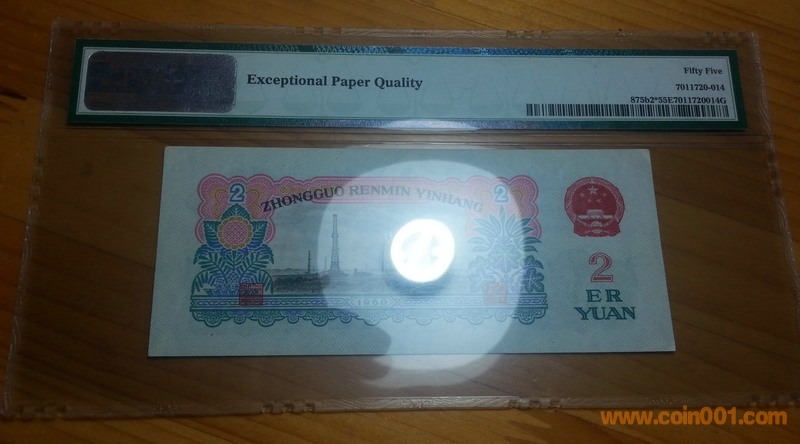 Exceptional Paper Quality
Fifty Five
7011720-014
875b2*55E7011720014G
2
2
ZHONGGUO RENMIN YINHANG
1960
2
ER
YUAN
www.coin001.com